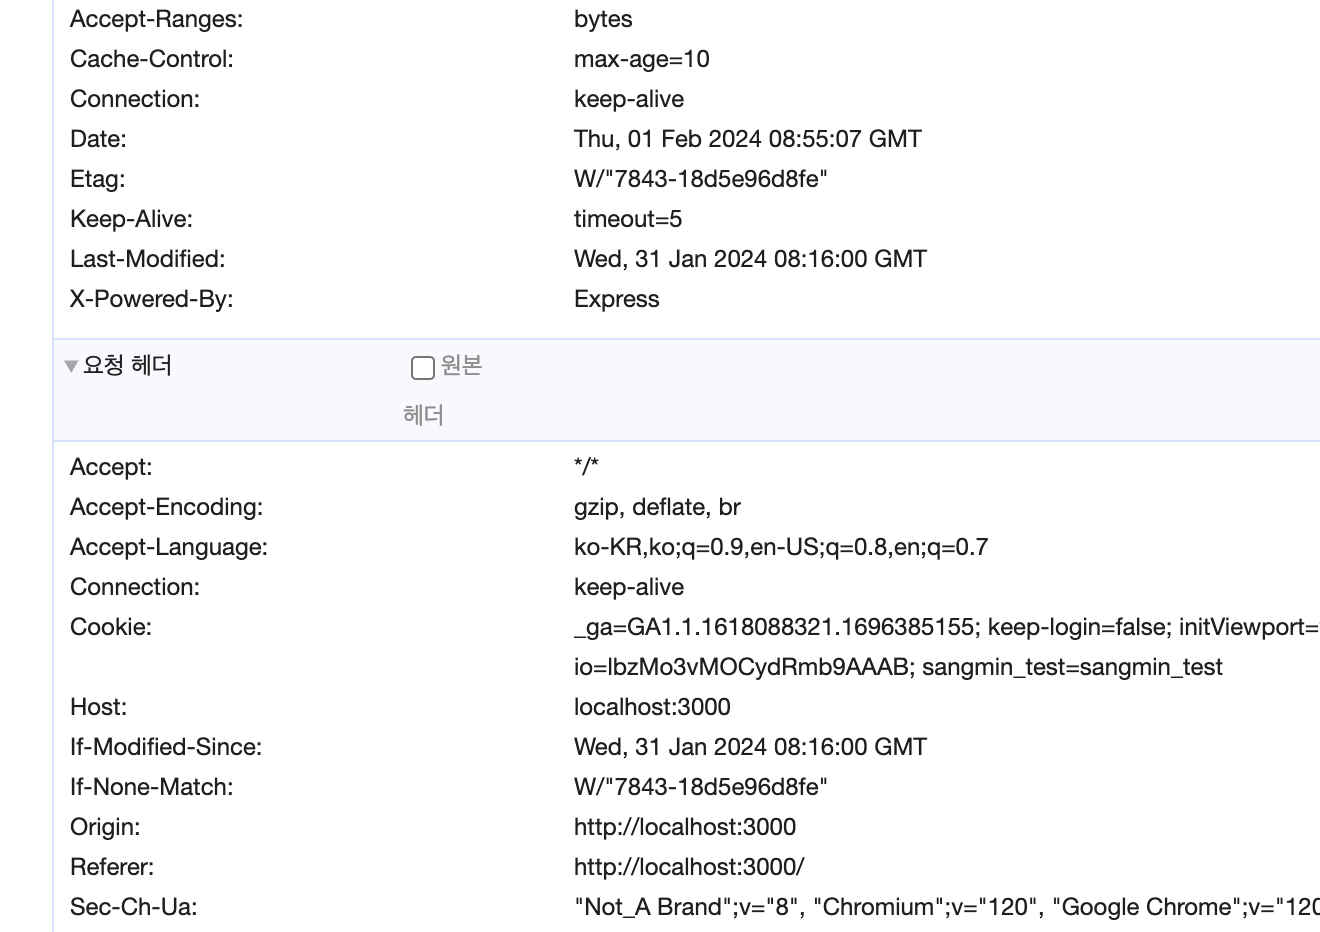 Accept-Ranges: bytes
Cache-Control: max-age=10
Connection: keep-alive
Date: Thu, 01 Feb 2024 08:55:07 GMT
Etag: W/"7843-18d5e96d8fe"
Keep-Alive: timeout=5
Last-Modified: Wed, 31 Jan 2024 08:16:00 GMT
X-Powered-By: Express
▼ 요청 헤더 원본
헤더
Accept: */*
Accept-Encoding: gzip, deflate, br
Accept-Language: ko-KR,ko;q=0.9,en-US;q=0.8,en;q=0.7
Connection: keep-alive
Cookie: _ga=GA1.1.1618088321.1696385155; keep-login=false; initViewport=
io=lbzMo3vMOCydRmb9AAAB; sangmin_test=sangmin_test
Host: localhost:3000
If-Modified-Since: Wed, 31 Jan 2024 08:16:00 GMT
If-None-Match: W/"7843-18d5e96d8fe"
Origin: http://localhost:3000
Referer: http://localhost:3000/
Sec-Ch-Ua: "Not_A Brand";v="8", "Chromium";v="120", "Google Chrome";v="120